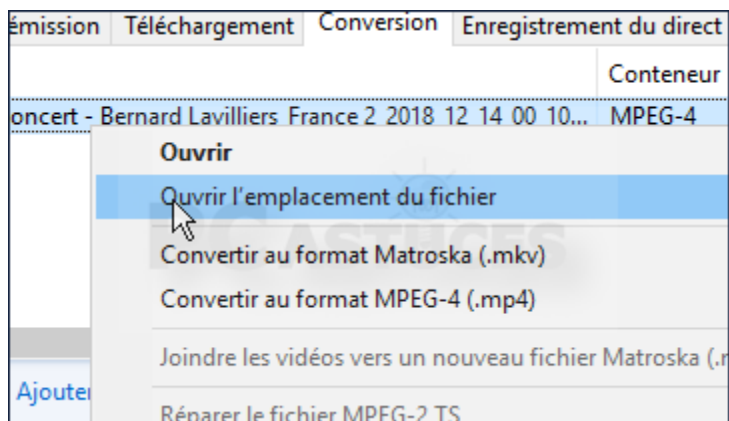 émission Téléchargement Conversion Enregistrement du direct
Conteneur
oncert - Bernard Lavilliers France 2 2018 12 14 00 10... MPEG-4
Ouvrir
Ouvrir l'emplacement du fichier
PC ASTUCES
Convertir au format Matroska (.mkv)
Convertir au format MPEG-4 (.mp4)
Joindre les vidéos vers un nouveau fichier Matroska (.
Ajouter
Réparer le fichier MPEG-2 TS